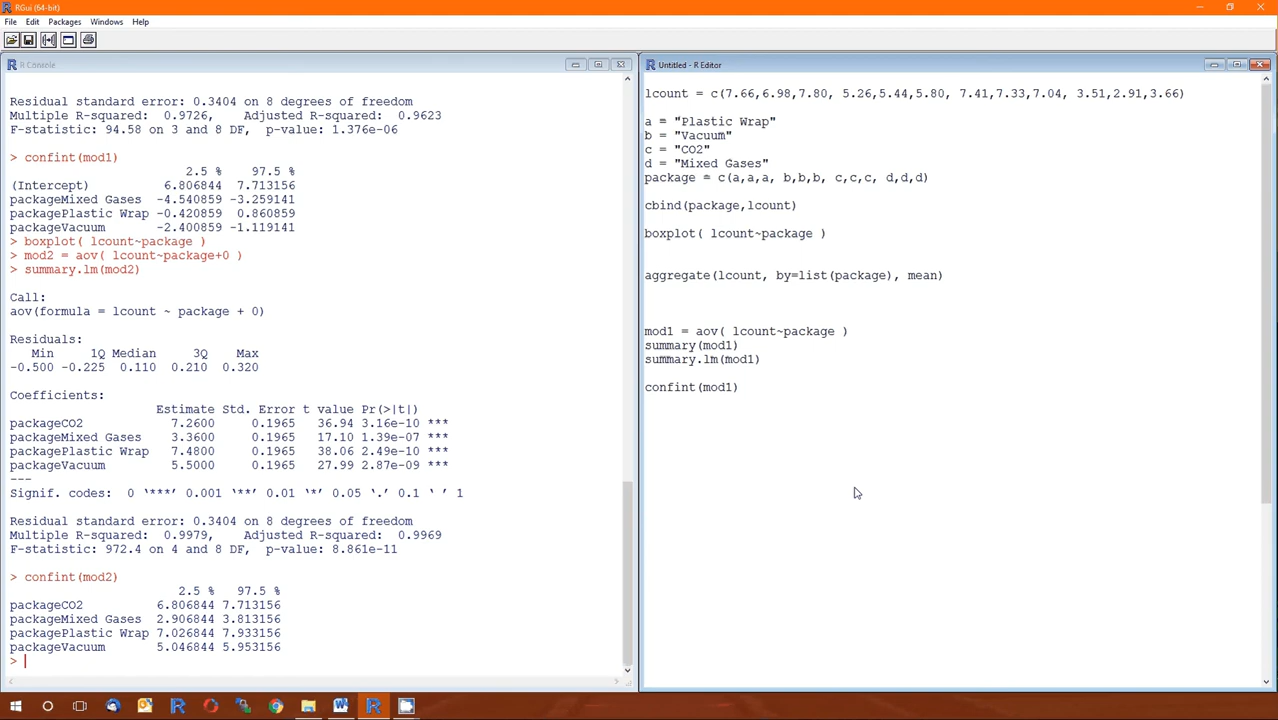 RGui (64-bit)
File Edit Packages Windows Help
R Console
Residual standard error: 0.3404 on 8 degrees of freedom
Multiple R-squared: 0.9726, Adjusted R-squared: 0.9623
F-statistic: 94.58 on 3 and 8 DF, p-value: 1.376e-06
> confint(mod1)
2.5 % 97.5 %
(Intercept) 6.806844 7.713156
packageMixed Gases -4.540859 -3.259141
packagePlastic Wrap -0.420859 0.860859
packageVacuum -2.400859 -1.119141
> boxplot( lcount~package )
> mod2 = aov( lcount~package+0 )
> summary.lm(mod2)
Call:
aov(formula = lcount ~ package + 0)
Residuals:
Min 1Q Median 3Q Max
-0.500 -0.225 0.110 0.210 0.320
Coefficients:
Estimate Std. Error t value Pr(>|t|)
packageCO2 7.2600 0.1965 36.94 3.16e-10 ***
packageMixed Gases 3.3600 0.1965 17.10 1.39e-07 ***
packagePlastic Wrap 7.4800 0.1965 38.06 2.49e-10 ***
packageVacuum 5.5000 0.1965 27.99 2.87e-09 ***
---
Signif. codes: 0 ‘***’ 0.001 ‘**’ 0.01 ‘*’ 0.05 ‘.’ 0.1 ‘ ’ 1
Residual standard error: 0.3404 on 8 degrees of freedom
Multiple R-squared: 0.9979, Adjusted R-squared: 0.9969
F-statistic: 972.4 on 4 and 8 DF, p-value: 8.861e-11
> confint(mod2)
2.5 % 97.5 %
packageCO2 6.806844 7.713156
packageMixed Gases 2.906844 3.813156
packagePlastic Wrap 7.026844 7.933156
packageVacuum 5.046844 5.953156
>
Untitled - R Editor
lcount = c(7.66,6.98,7.80, 5.26,5.44,5.80, 7.41,7.33,7.04, 3.51,2.91,3.66)
a = "Plastic Wrap"
b = "Vacuum"
c = "CO2"
d = "Mixed Gases"
package = c(a,a,a, b,b,b, c,c,c, d,d,d)
cbind(package,lcount)
boxplot( lcount~package )
aggregate(lcount, by=list(package), mean)
mod1 = aov( lcount~package )
summary(mod1)
summary.lm(mod1)
confint(mod1)